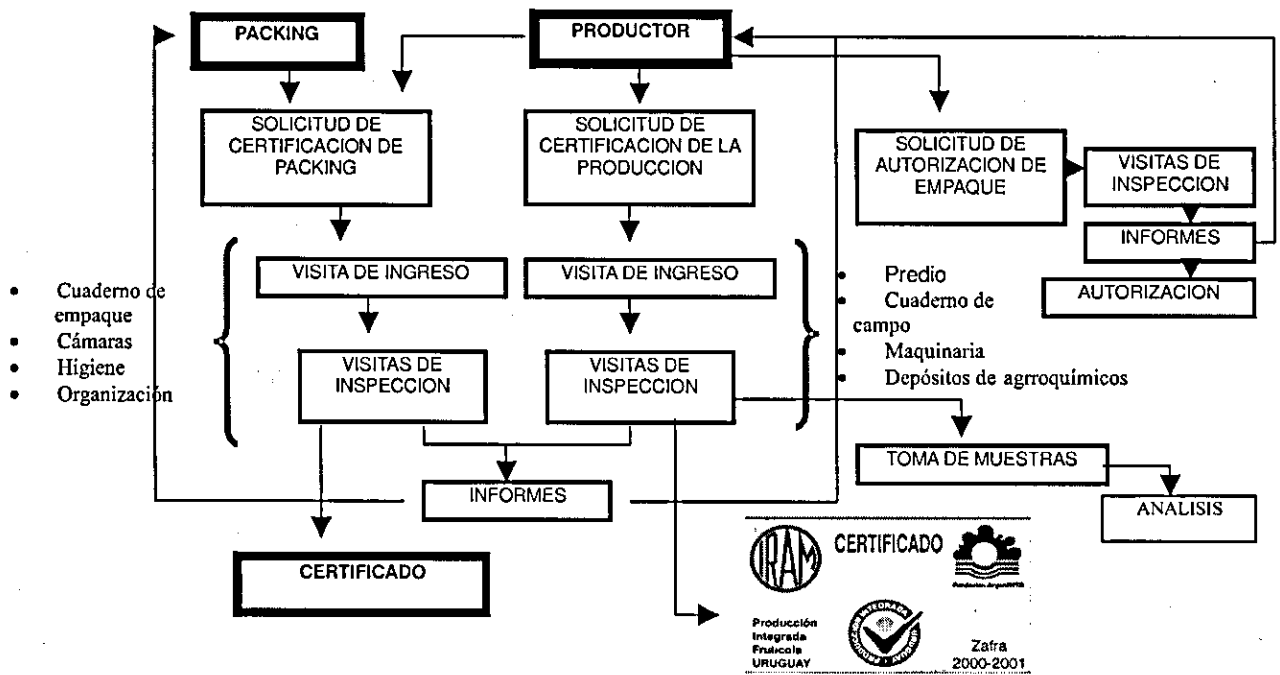 PACKING
PRODUCTOR
SOLICITUD DE
CERTIFICACION DE
PACKING
SOLICITUD DE
CERTIFICACION DE LA
PRODUCCION
SOLICITUD DE
AUTORIZACION DE
EMPAQUE
VISITAS DE
INSPECCION
INFORMES
AUTORIZACION
VISITA DE INGRESO
VISITA DE INGRESO
• Cuaderno de
empaque
• Cámaras
• Higiene
• Organización
• Predio
• Cuaderno de
campo
• Maquinaria
• Depósitos de agrroquímicos
VISITAS DE
INSPECCION
VISITAS DE
INSPECCION
TOMA DE MUESTRAS
INFORMES
ANALISIS
CERTIFICADO
IRAM
CERTIFICADO
Producción
Integrada
Frutícola
URUGUAY
Zafra
2000-2001